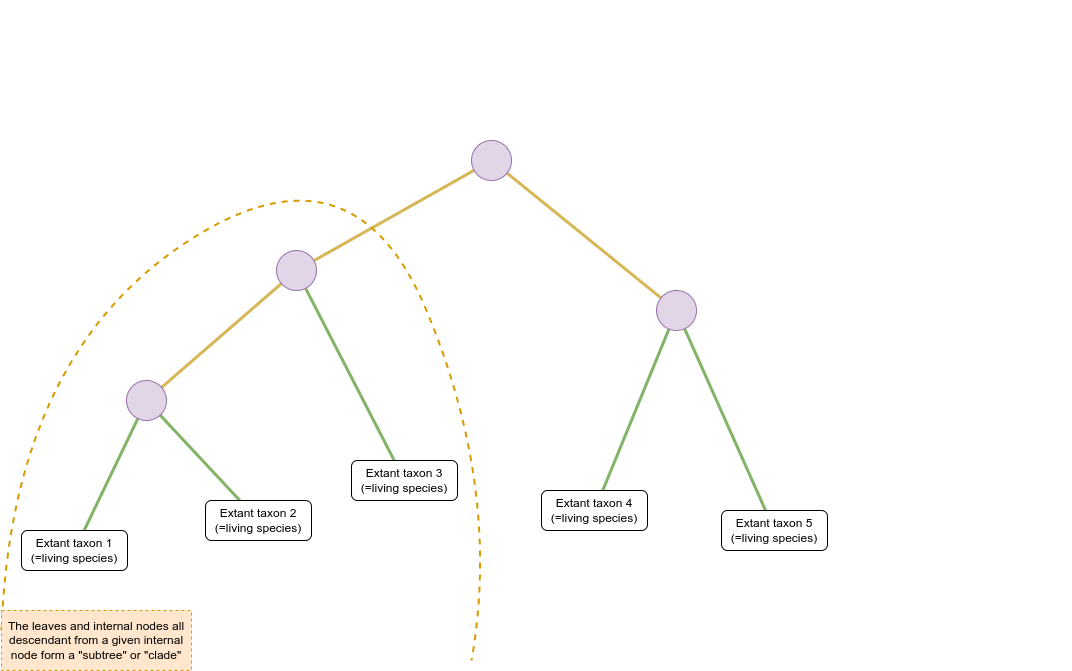 Extant taxon 3
(=living species)
Extant taxon 4
(=living species)
Extant taxon 2
(=living species)
Extant taxon 5
(=living species)
Extant taxon 1
(=living species)
The leaves and internal nodes all
descendant from a given internal
node form a "subtree" or "clade"